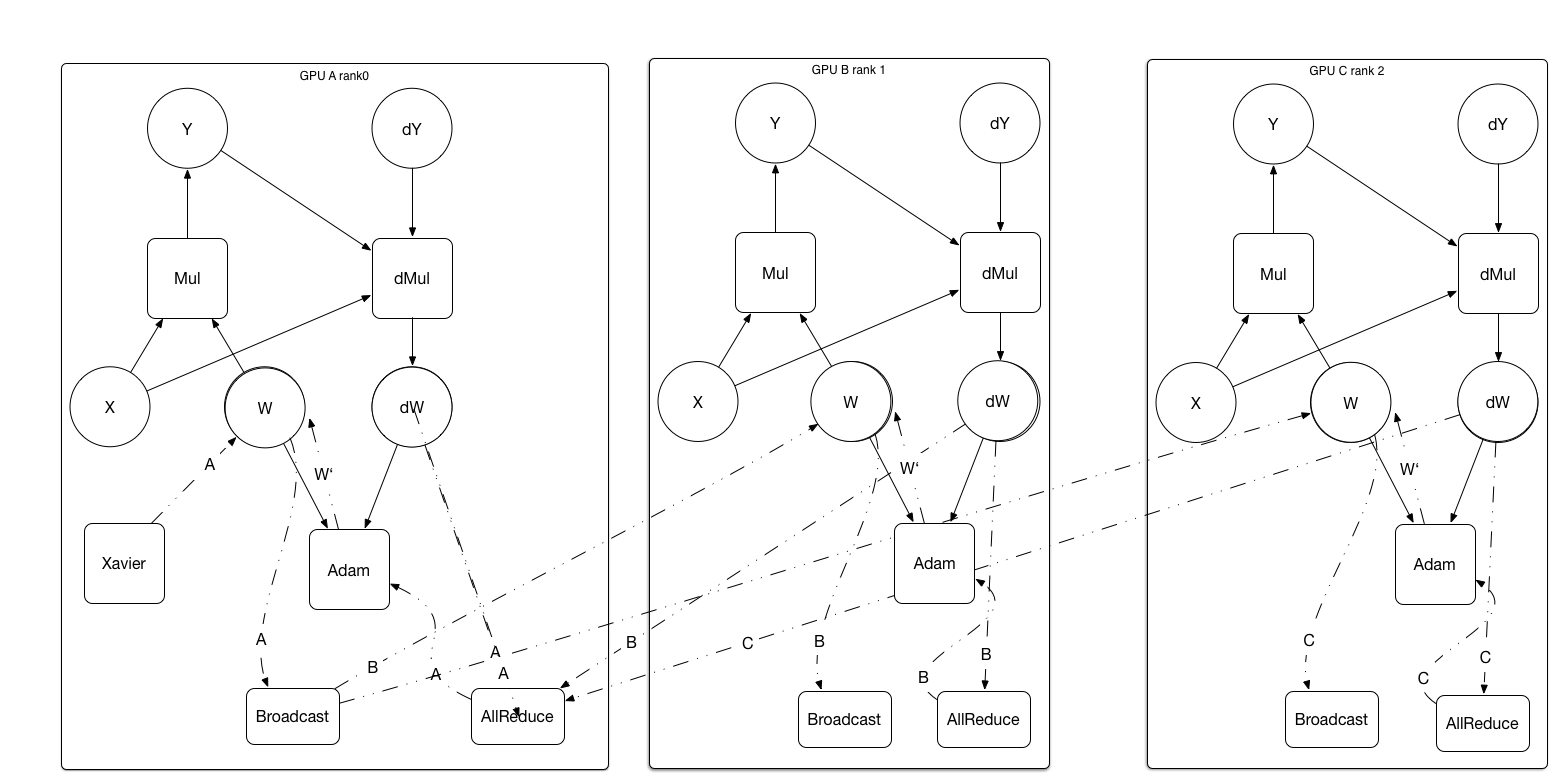 GPU A rank0
Y
dY
Mul
dMul
X
W
dW
A
W‘
Xavier
Adam
A
B
A
A
A
Broadcast
AllReduce
B
C
GPU B rank 1
Y
dY
Mul
dMul
X
W
dW
W‘
Adam
B
B
B
Broadcast
AllReduce
GPU C rank 2
Y
dY
Mul
dMul
X
W
dW
W‘
Adam
C
C
C
Broadcast
AllReduce